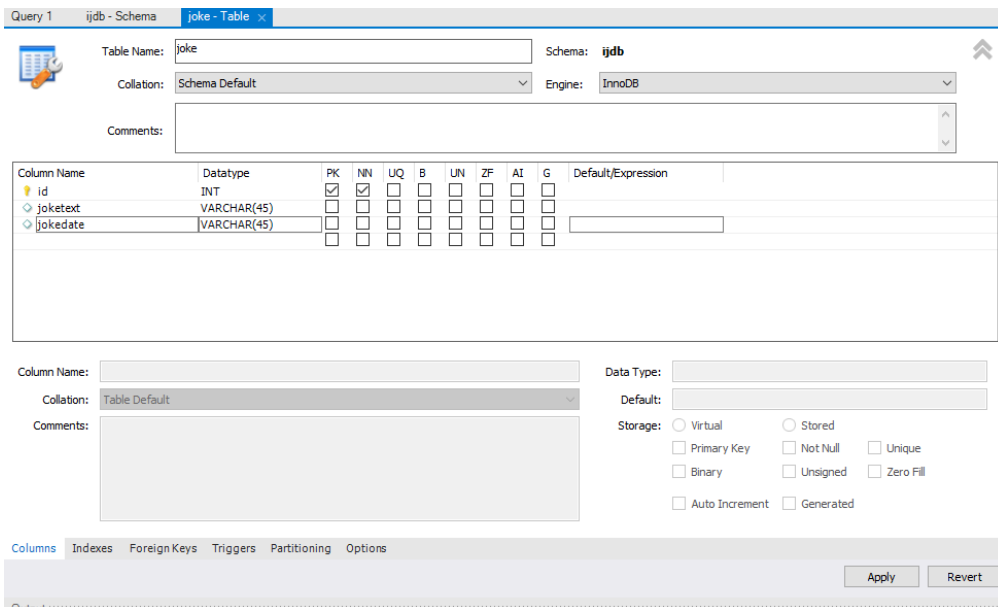 Query 1 ijdb - Schema joke - Table ×
Table Name: joke Schema: ijdb
Collation: Schema Default Engine: InnoDB
Comments:
Column Name Datatype PK NN UQ B UN ZF AI G Default/Expression
id INT
joketext VARCHAR(45)
jokedate VARCHAR(45)
Column Name: Data Type:
Collation: Table Default Default:
Comments: Storage: Virtual Stored
Primary Key Not Null Unique
Binary Unsigned Zero Fill
Auto Increment Generated
Columns Indexes Foreign Keys Triggers Partitioning Options
Apply Revert